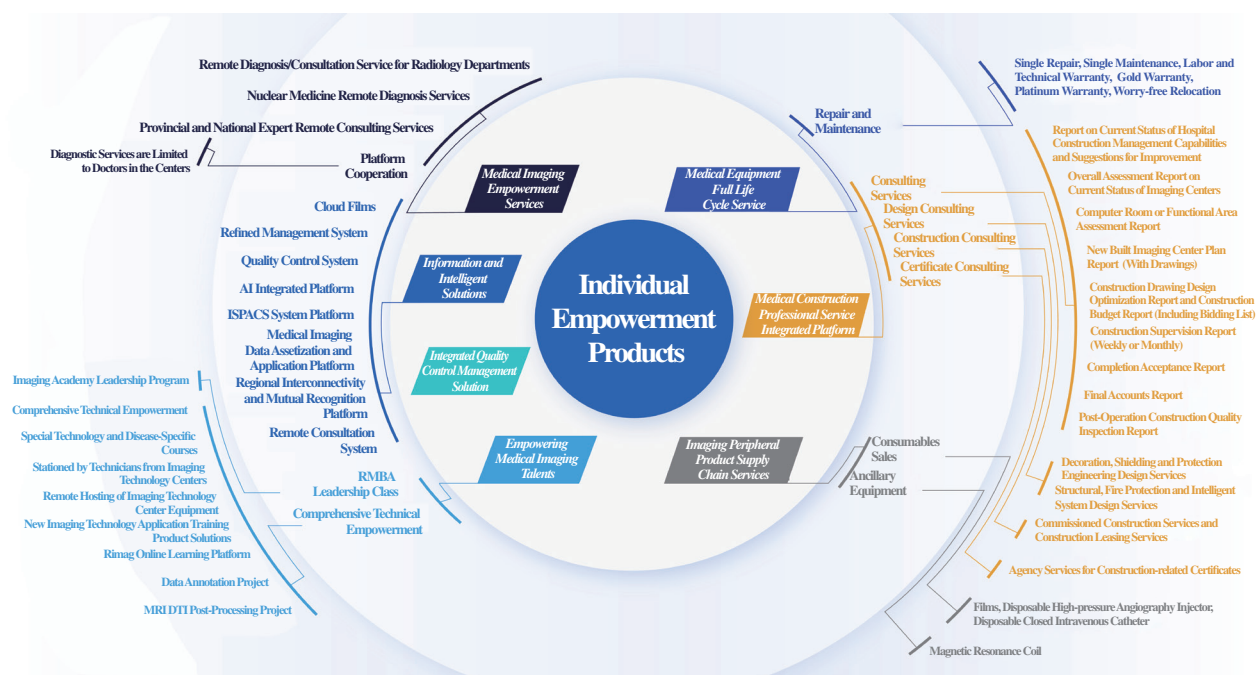 Remote Diagnosis/Consultation Service for Radiology Departments
Nuclear Medicine Remote Diagnosis Services
Provincial and National Expert Remote Consulting Services
Diagnostic Services are Limited
to Doctors in the Centers
Platform
Cooperation
Medical Imaging
Empowerment
Services
Cloud Films
Refined Management System
Quality Control System
AI Integrated Platform
ISPACS System Platform
Medical Imaging
Data Assetization and
Application Platform
Regional Interconnectivity
and Mutual Recognition
Platform
Remote Consultation
System
Information and
Intelligent
Solutions
Integrated Quality
Control Management
Solution
Imaging Academy Leadership Program
Comprehensive Technical Empowerment
Special Technology and Disease-Specific
Courses
Stationed by Technicians from Imaging
Technology Centers
Remote Hosting of Imaging Technology
Center Equipment
New Imaging Technology Application Training
Product Solutions
Rimag Online Learning Platform
Data Annotation Project
MRI DTI Post-Processing Project
RMBA
Leadership Class
Comprehensive Technical
Empowerment
Empowering
Medical Imaging
Talents
Individual
Empowerment
Products
Medical Equipment
Full Life
Cycle Service
Repair and
Maintenance
Single Repair, Single Maintenance, Labor and
Technical Warranty, Gold Warranty,
Platinum Warranty, Worry-free Relocation
Medical Construction
Professional Service
Integrated Platform
Consulting
Services
Design Consulting
Services
Construction Consulting
Services
Certificate Consulting
Services
Report on Current Status of Hospital
Construction Management Capabilities
and Suggestions for Improvement
Overall Assessment Report on
Current Status of Imaging Centers
Computer Room or Functional Area
Assessment Report
New Built Imaging Center Plan
Report (With Drawings)
Construction Drawing Design
Optimization Report and Construction
Budget Report (Including Bidding List)
Construction Supervision Report
(Weekly or Monthly)
Completion Acceptance Report
Final Accounts Report
Post-Operation Construction Quality
Inspection Report
Decoration, Shielding and Protection
Engineering Design Services
Structural, Fire Protection and Intelligent
System Design Services
Commissioned Construction Services and
Construction Leasing Services
Agency Services for Construction-related Certificates
Imaging Peripheral
Product Supply
Chain Services
Consumables
Sales
Ancillary
Equipment
Films, Disposable High-pressure Angiography Injector,
Disposable Closed Intravenous Catheter
Magnetic Resonance Coil